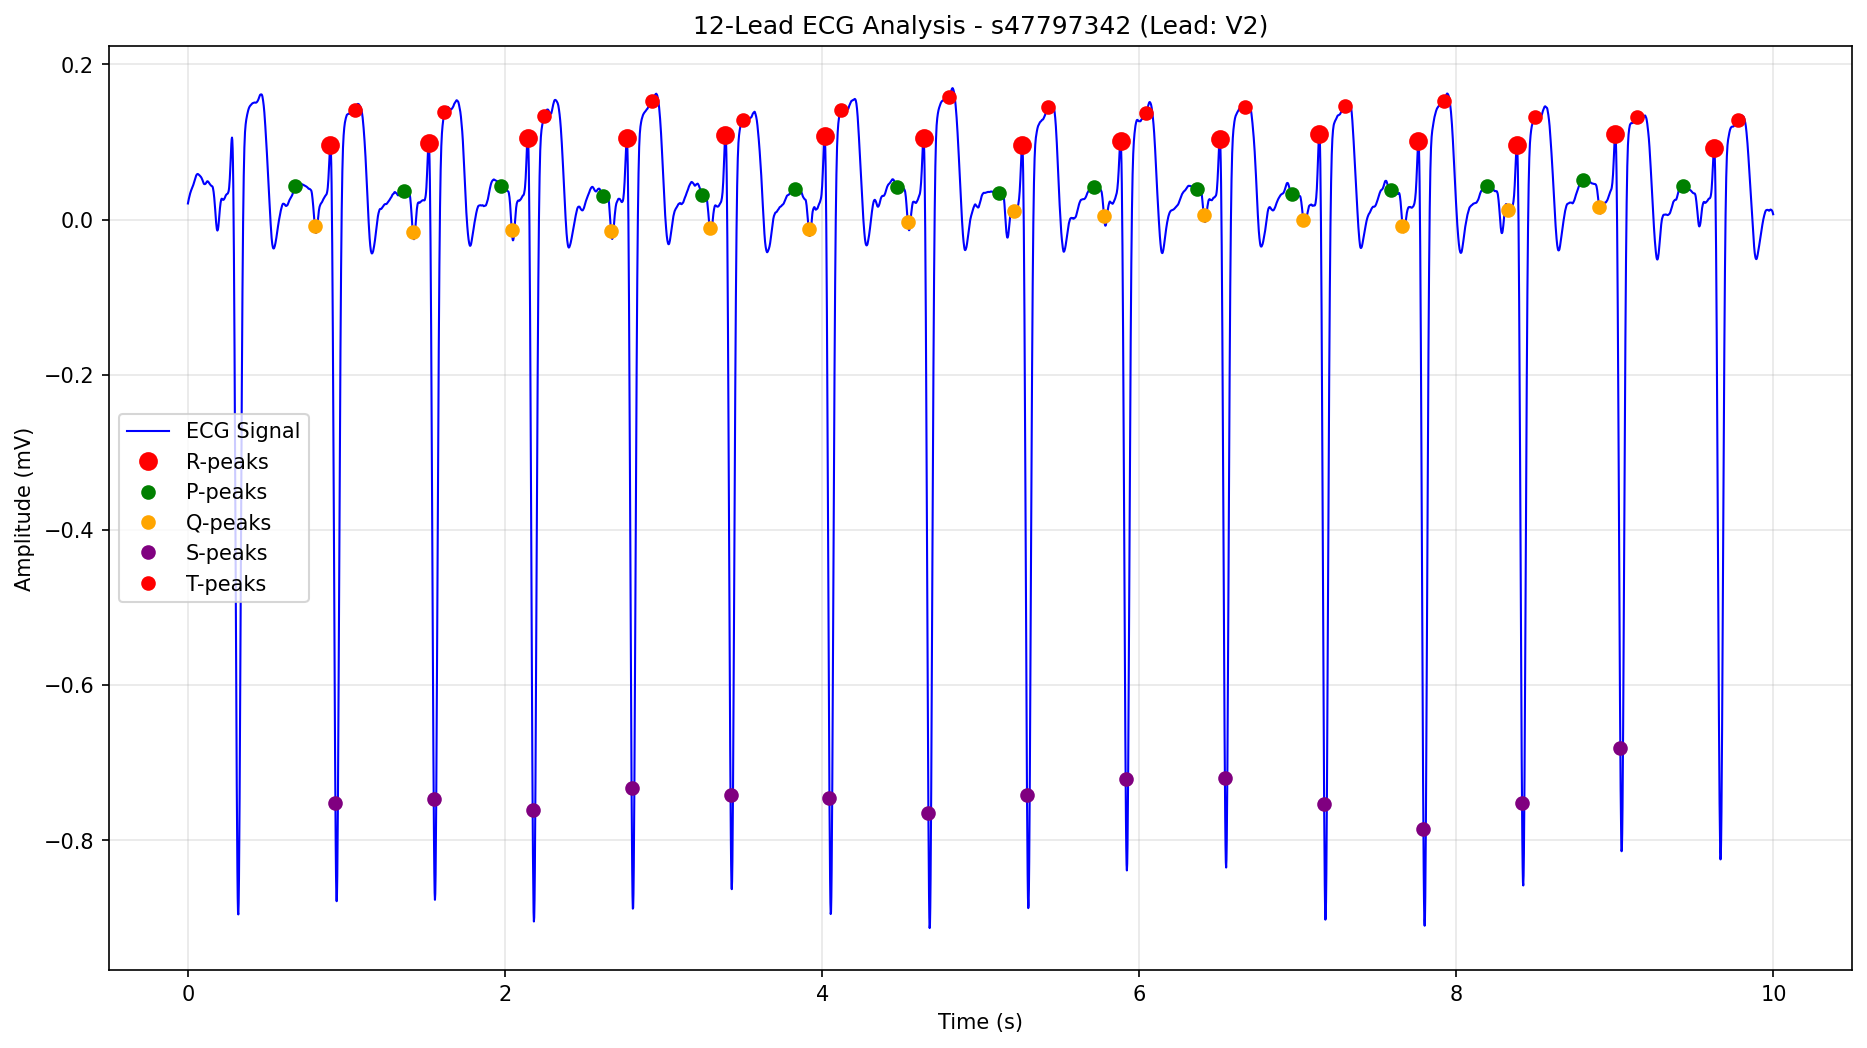 12-Lead ECG Analysis - s47797342 (Lead: V2)
Amplitude (mV)
0.2
0.0
−0.2
−0.4
−0.6
−0.8
ECG Signal
R-peaks
P-peaks
Q-peaks
S-peaks
T-peaks
0 2 4 6 8 10
Time (s)